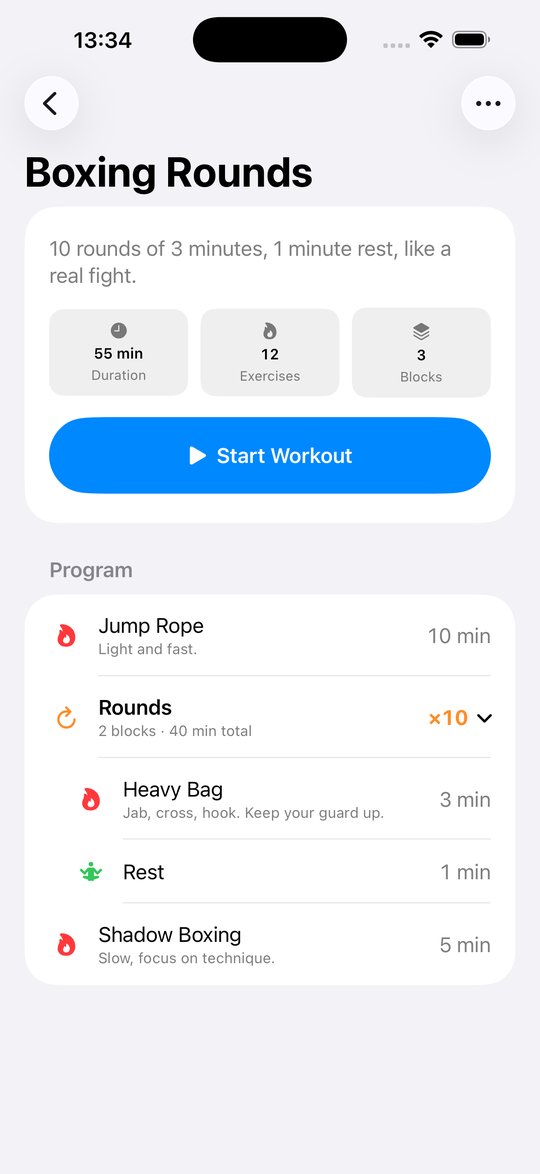 13:34
Boxing Rounds
10 rounds of 3 minutes, 1 minute rest, like a
real fight.
55 min
Duration
12
Exercises
3
Blocks
Start Workout
Program
Jump Rope
Light and fast.
10 min
Rounds
2 blocks · 40 min total
×10
Heavy Bag
Jab, cross, hook. Keep your guard up.
3 min
Rest
1 min
Shadow Boxing
Slow, focus on technique.
5 min